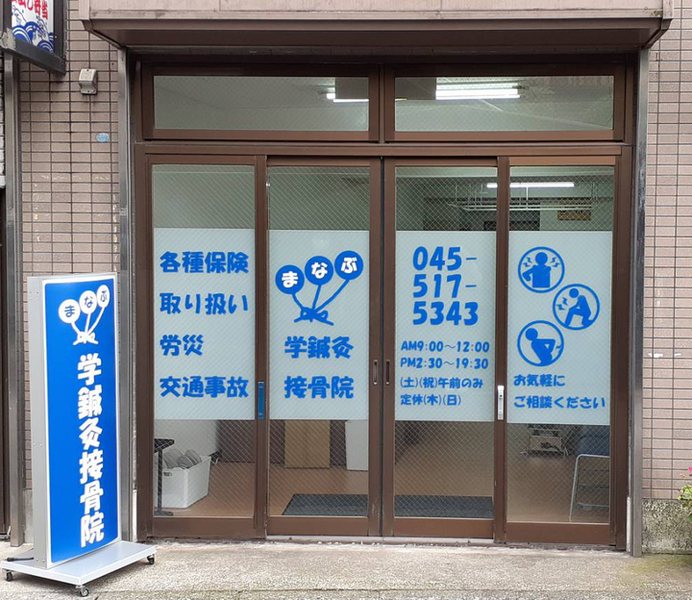 まなぶ
学鍼灸接骨院
各種保険
取り扱い
労災
交通事故
まなぶ
学鍼灸
接骨院
045-
517-
5343
AM9:00～12:00
PM2:30～19:30
(土)(祝)午前のみ
定休(木)(日)
お気軽に
ご相談ください